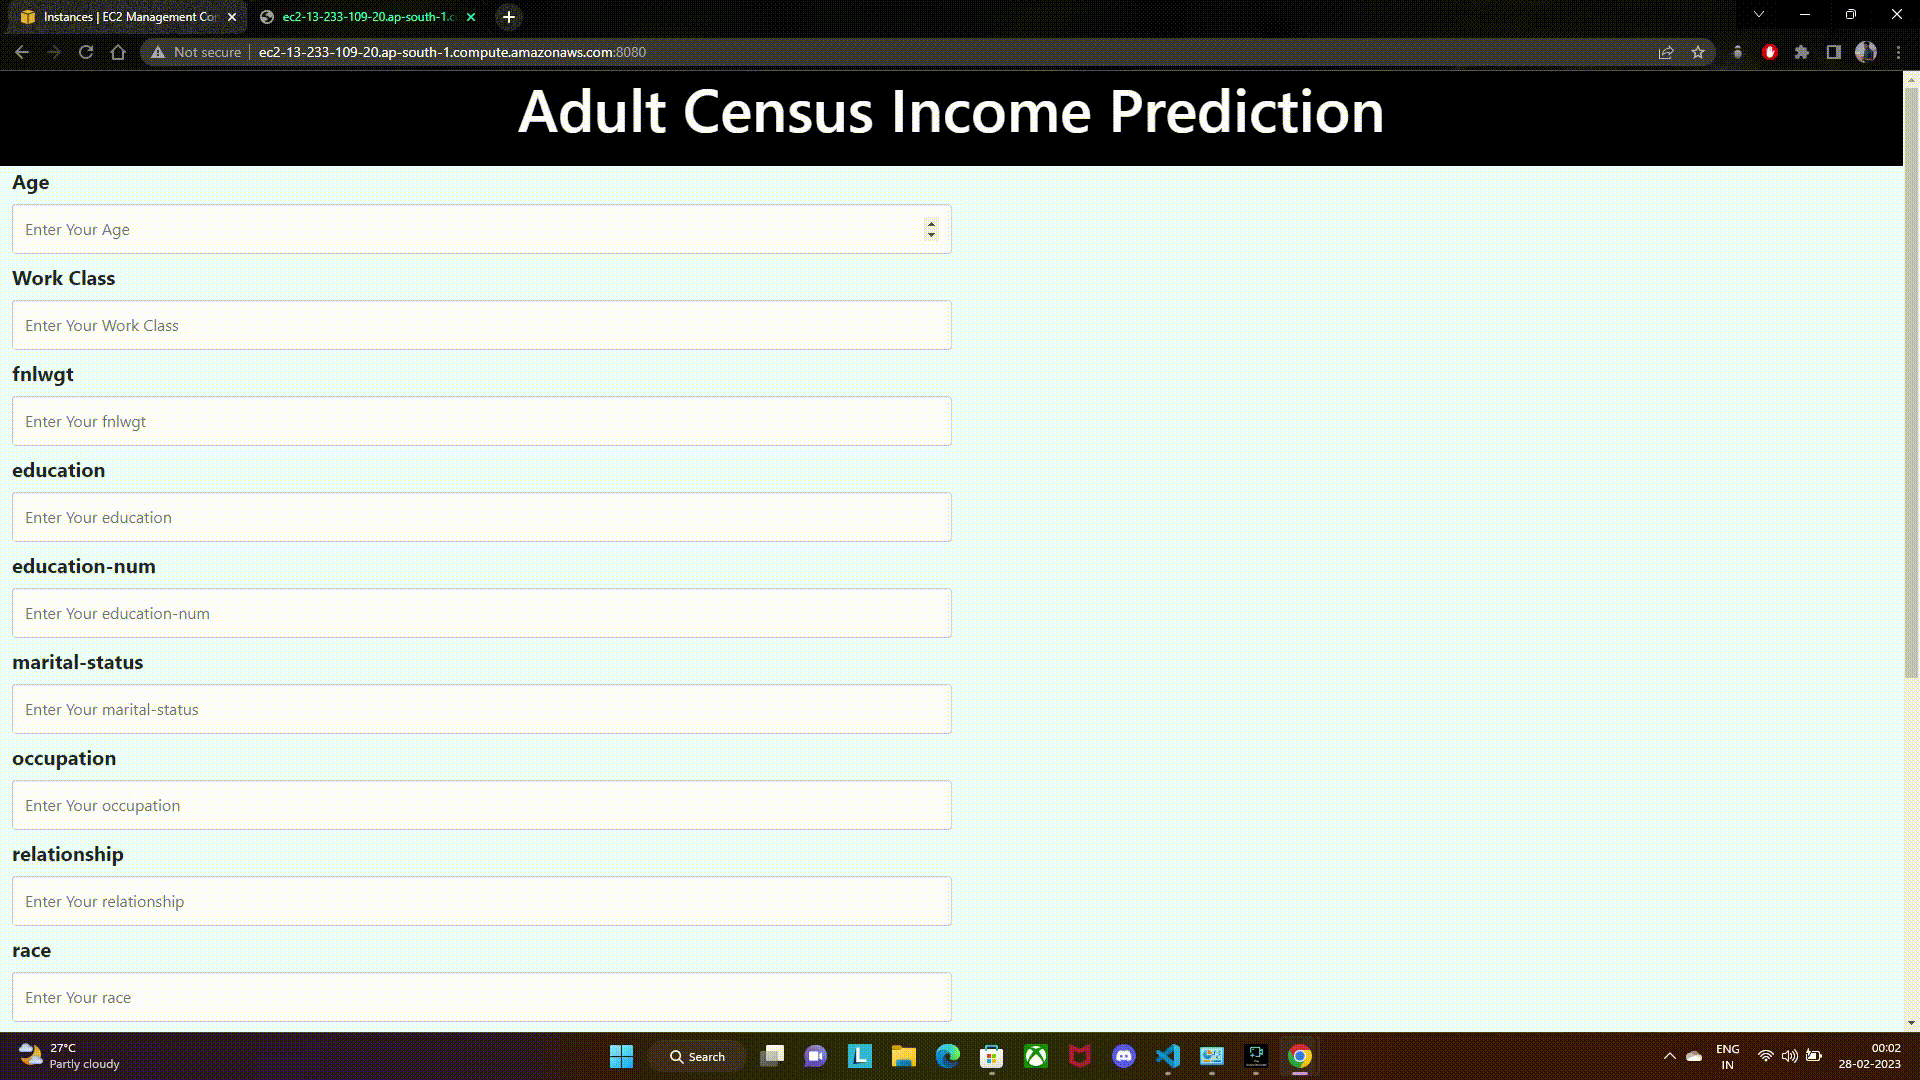 Instances | EC2 Management Co
ec2-13-233-109-20.ap-south-1.c
Not secure
ec2-13-233-109-20.ap-south-1.compute.amazonaws.com:8080
Adult Census Income Prediction
Age
Enter Your Age
Work Class
Enter Your Work Class
fnlwgt
Enter Your fnlwgt
education
Enter Your education
education-num
Enter Your education-num
marital-status
Enter Your marital-status
occupation
Enter Your occupation
relationship
Enter Your relationship
race
Enter Your race
27°C
Partly cloudy
Search
L
ENG
IN
00:02
28-02-2023